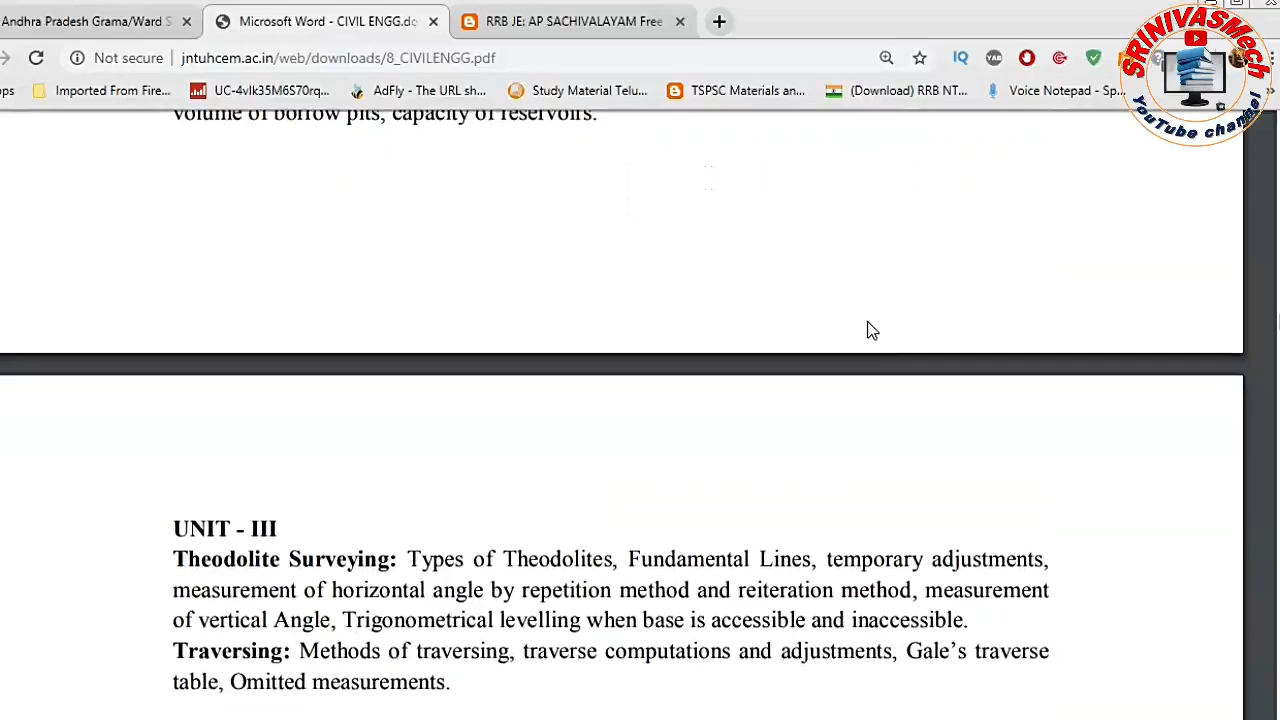 Andhra Pradesh Grama/Ward S
Microsoft Word - CIVIL ENGG.do
RRB JE: AP SACHIVALAYAM Free
Not secure
jntuhcem.ac.in/web/downloads/8_CIVILENGG.pdf
ps
Imported From Fire...
UC-4vlk35M6S70rq...
AdFly - The URL sh...
Study Material Telu...
TSPSC Materials an...
(Download) RRB NT...
Voice Notepad - Sp...
SRINIVASMech
YouTube channel
volume of borrow pits, capacity of reservoirs.
UNIT - III
Theodolite Surveying: Types of Theodolites, Fundamental Lines, temporary adjustments,
measurement of horizontal angle by repetition method and reiteration method, measurement
of vertical Angle, Trigonometrical levelling when base is accessible and inaccessible.
Traversing: Methods of traversing, traverse computations and adjustments, Gale's traverse
table, Omitted measurements.